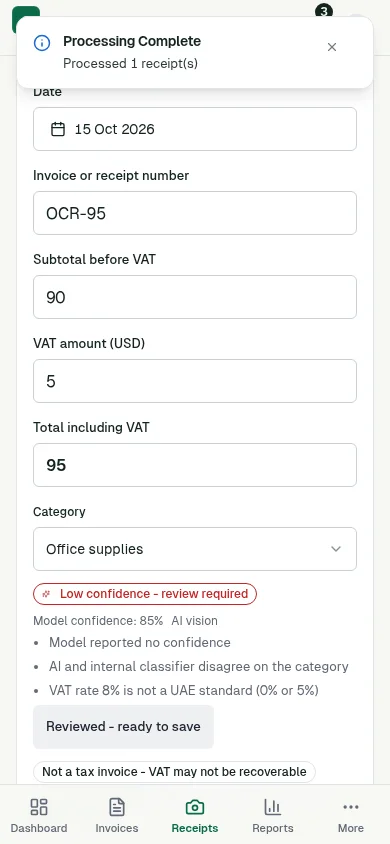 3
Processing Complete
Processed 1 receipt(s)
Date
15 Oct 2026
Invoice or receipt number
OCR-95
Subtotal before VAT
90
VAT amount (USD)
5
Total including VAT
95
Category
Office supplies
Low confidence - review required
Model confidence: 85% AI vision
• Model reported no confidence
• AI and internal classifier disagree on the category
• VAT rate 8% is not a UAE standard (0% or 5%)
Reviewed - ready to save
Not a tax invoice - VAT may not be recoverable
Dashboard Invoices Receipts Reports More